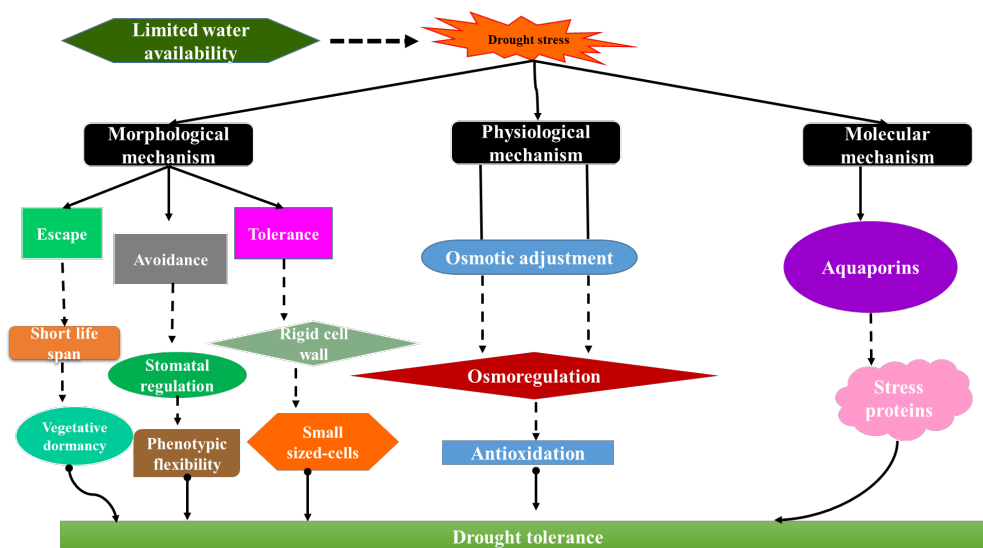 Limited water
availability
Drought stress
Morphological
mechanism
Physiological
mechanism
Molecular
mechanism
Escape
Avoidance
Tolerance
Osmotic adjustment
Aquaporins
Short life
span
Stomatal
regulation
Rigid cell
wall
Osmoregulation
Stress
proteins
Vegetative
dormancy
Phenotypic
flexibility
Small
sized-cells
Antioxidation
Drought tolerance